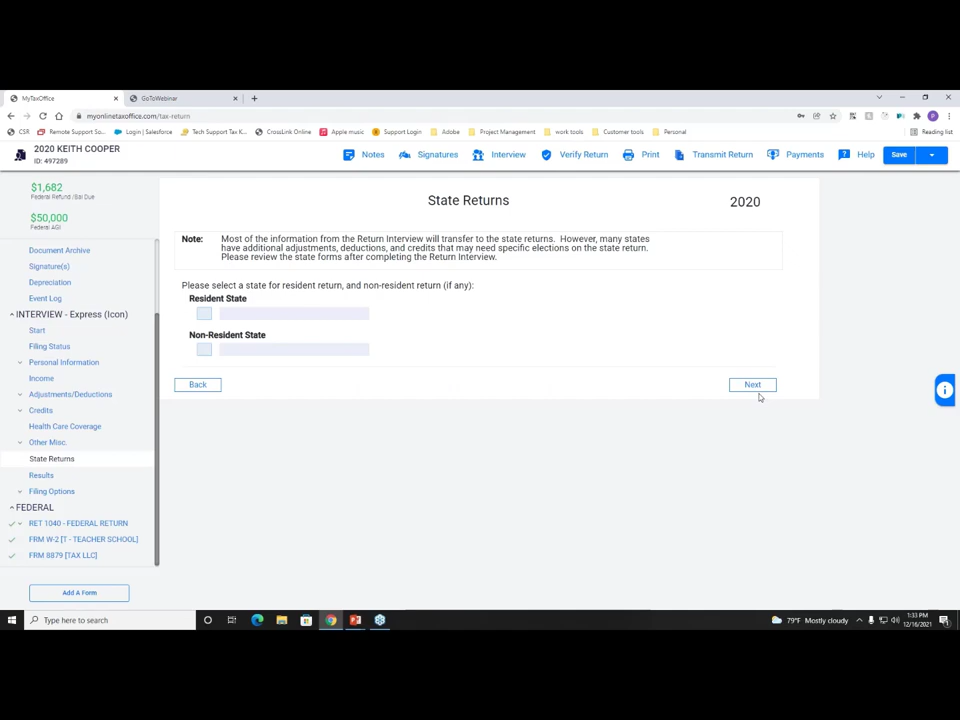 MyTaxOffice
GoToWebinar
myonlinetaxoffice.com/tax-return
CSR
Remote Support So...
Login | Salesforce
Tech Support Tax K...
CrossLink Online
Apple music
Support Login
Adobe
Project Management
work tools
Customer tools
Personal
Reading list
2020 KEITH COOPER
ID: 497289
Notes
Signatures
Interview
Verify Return
Print
Transmit Return
Payments
Help
Save
$1,682
Federal Refund /Bal Due
$50,000
Federal AGI
Document Archive
Signature(s)
Depreciation
Event Log
INTERVIEW - Express (Icon)
Start
Filing Status
Personal Information
Income
Adjustments/Deductions
Credits
Health Care Coverage
Other Misc.
State Returns
Results
Filing Options
FEDERAL
RET 1040 - FEDERAL RETURN
FRM W-2 [T - TEACHER SCHOOL]
FRM 8879 [TAX LLC]
Add A Form
State Returns
2020
Note: Most of the information from the Return Interview will transfer to the state returns. However, many states
have additional adjustments, deductions, and credits that may need specific elections on the state return.
Please review the state forms after completing the Return Interview.
Please select a state for resident return, and non-resident return (if any):
Resident State
Non-Resident State
Back
Next
Type here to search
79°F Mostly cloudy
1:33 PM
12/16/2021